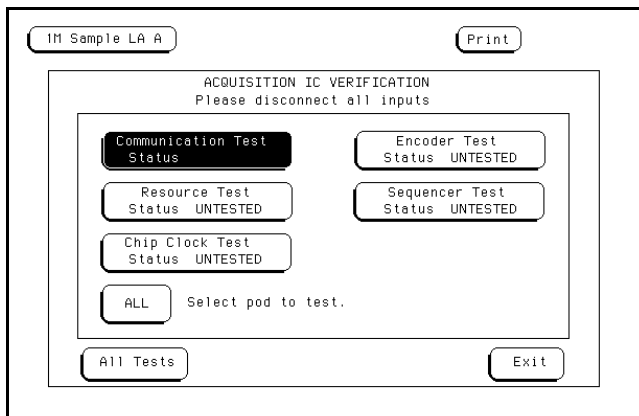 1M Sample LA A
Print
ACQUISITION IC VERIFICATION
Please disconnect all inputs
Communication Test
Status
Encoder Test
Status UNTESTED
Resource Test
Status UNTESTED
Sequencer Test
Status UNTESTED
Chip Clock Test
Status UNTESTED
ALL
Select pod to test.
All Tests
Exit